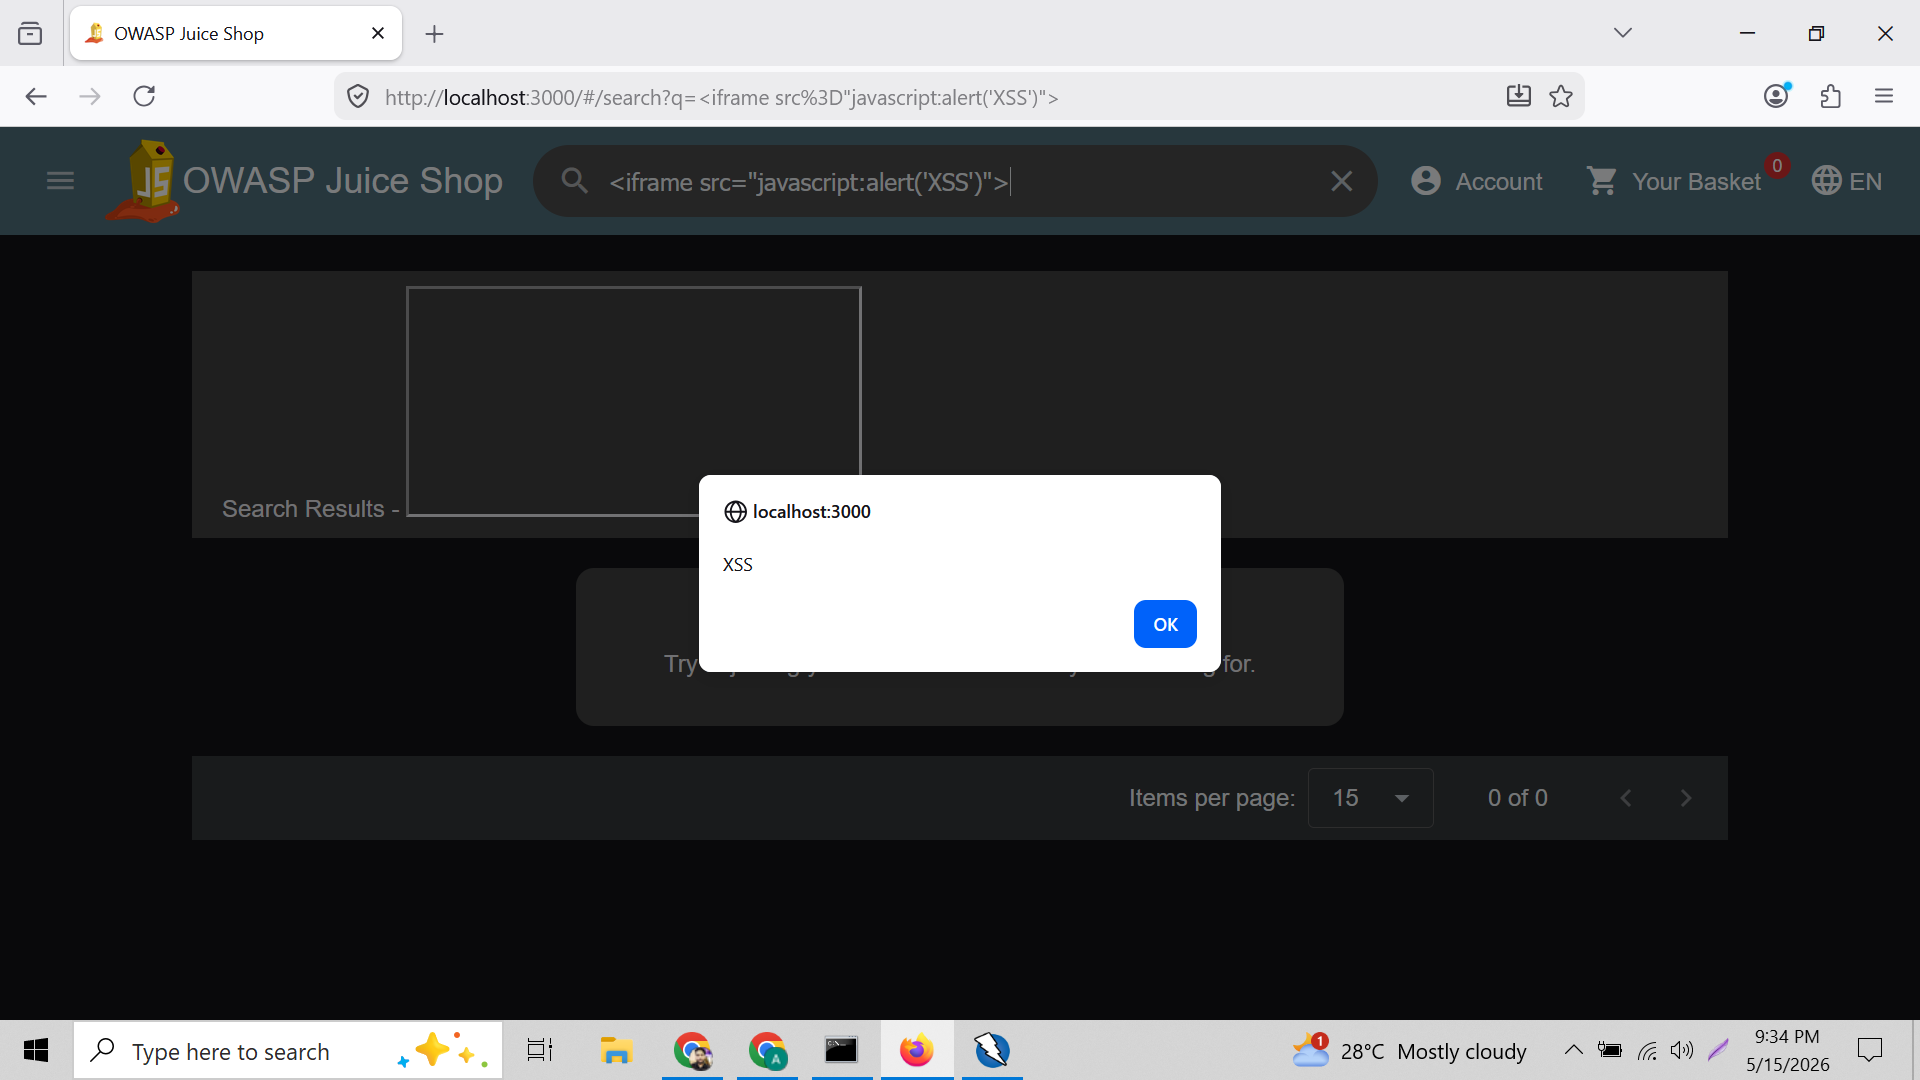 OWASP Juice Shop
http://localhost:3000/#/search?q=<iframe src%3D"javascript:alert('XSS')">
JS
OWASP Juice Shop
<iframe src="javascript:alert('XSS')">
Account
Your Basket
0
EN
Search Results -
localhost:3000
XSS
OK
Try
for.
Items per page:
15
0 of 0
Type here to search
A
1
28°C Mostly cloudy
9:34 PM
5/15/2026